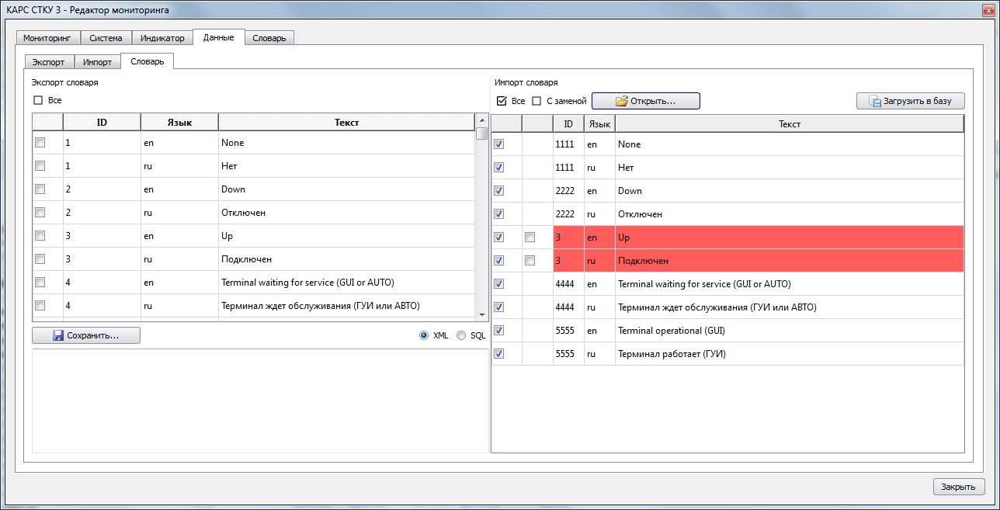 КАРС СТКУ 3 - Редактор мониторинга
Мониторинг Система Индикатор Данные Словарь
Экспорт Импорт Словарь
Экспорт словаря
Все
ID Язык Текст
1 en None
1 ru Нет
2 en Down
2 ru Отключен
3 en Up
3 ru Подключен
4 en Terminal waiting for service (GUI or AUTO)
4 ru Терминал ждет обслуживания (ГУИ или АВТО)
Сохранить... XML SQL
Импорт словаря
Все С заменой Открыть... Загрузить в базу
ID Язык Текст
1111 en None
1111 ru Нет
2222 en Down
2222 ru Отключен
3 en Up
3 ru Подключен
4444 en Terminal waiting for service (GUI or AUTO)
4444 ru Терминал ждет обслуживания (ГУИ или АВТО)
5555 en Terminal operational (GUI)
5555 ru Терминал работает (ГУИ)
Закрыть